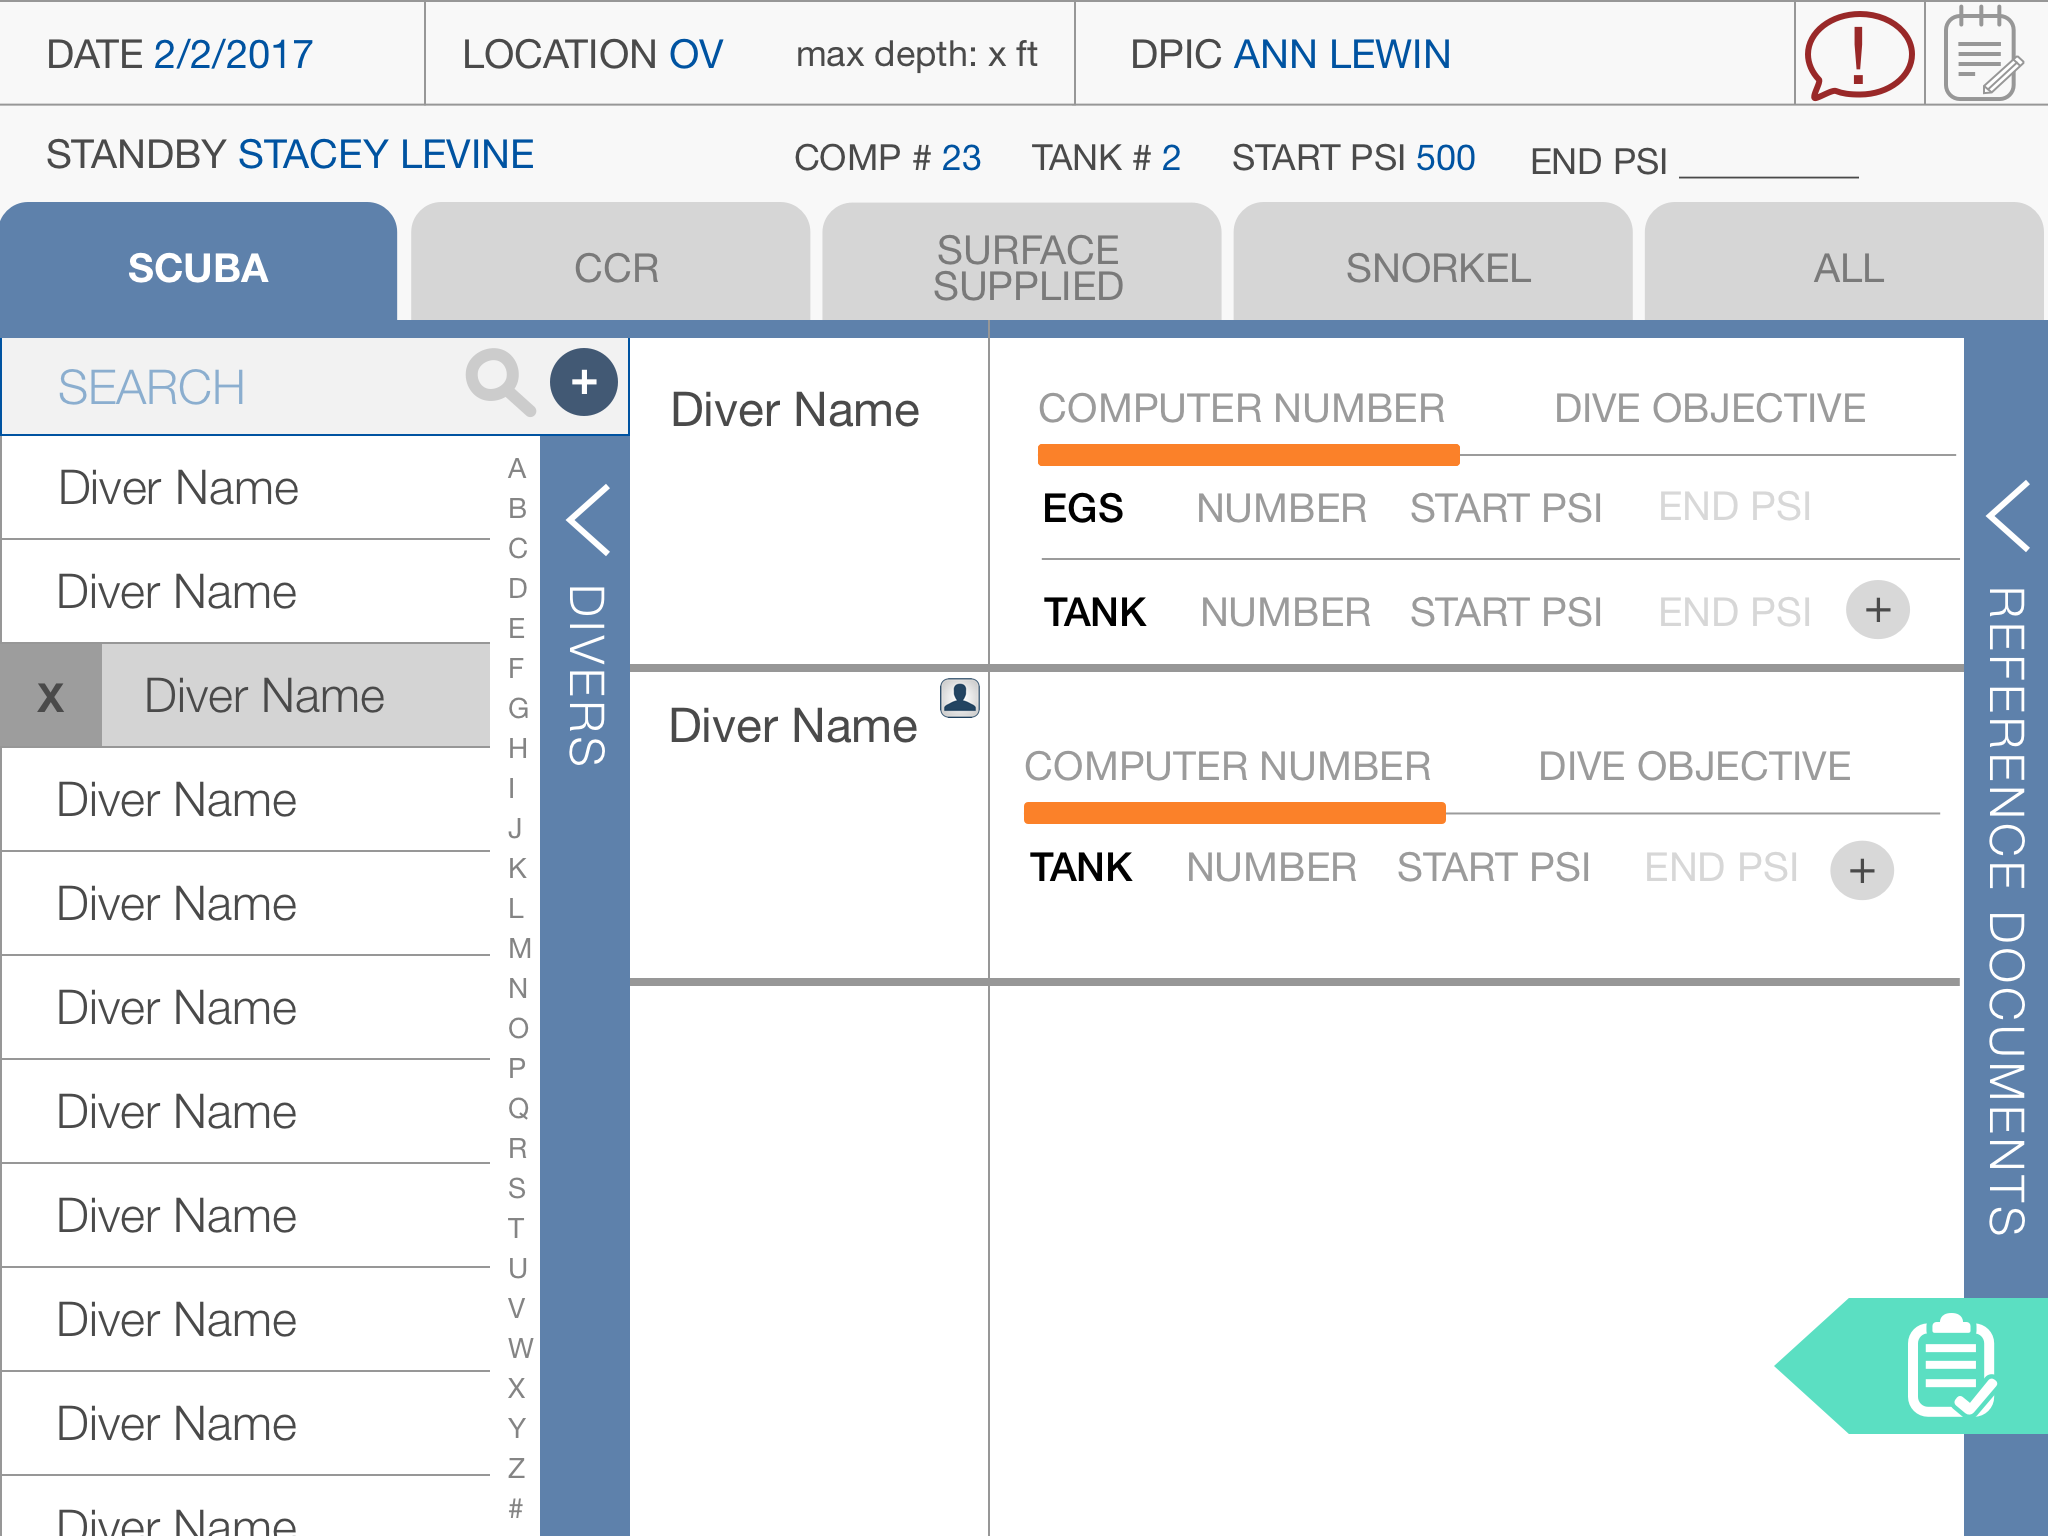 DATE 2/2/2017
LOCATION OV
max depth: x ft
DPIC ANN LEWIN
!
STANDBY STACEY LEVINE
COMP # 23
TANK # 2
START PSI 500
END PSI
SCUBA
CCR
SURFACE
SUPPLIED
SNORKEL
ALL
SEARCH
+
Diver Name
Diver Name
X Diver Name
Diver Name
Diver Name
Diver Name
Diver Name
Diver Name
Diver Name
Diver Name
Diver Name
A
B
C
D
E
F
G
H
I
J
K
L
M
N
O
P
Q
R
S
T
U
V
W
X
Y
Z
#
DIVERS
Diver Name
COMPUTER NUMBER DIVE OBJECTIVE
EGS NUMBER START PSI END PSI
TANK NUMBER START PSI END PSI +
Diver Name
COMPUTER NUMBER DIVE OBJECTIVE
TANK NUMBER START PSI END PSI +
REFERENCE DOCUMENTS